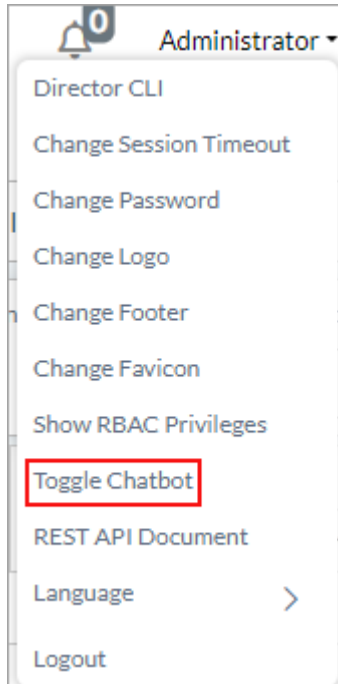 0
Administrator
Director CLI
Change Session Timeout
Change Password
Change Logo
Change Footer
Change Favicon
Show RBAC Privileges
Toggle Chatbot
REST API Document
Language
Logout